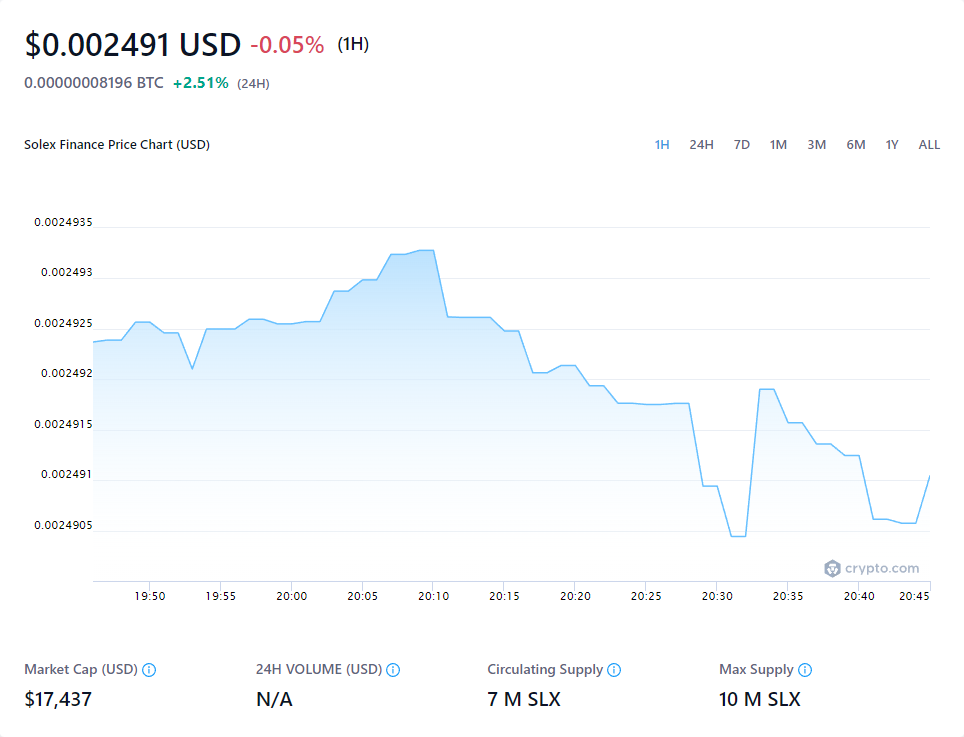 $0.002491 USD -0.05% (1H)
0.00000008196 BTC +2.51% (24H)
Solex Finance Price Chart (USD) 1H 24H 7D 1M 3M 6M 1Y ALL
0.0024935
0.002493
0.0024925
0.002492
0.0024915
0.002491
0.0024905
crypto.com
19:50 19:55 20:00 20:05 20:10 20:15 20:20 20:25 20:30 20:35 20:40 20:45
Market Cap (USD) 24H VOLUME (USD) Circulating Supply Max Supply
$17,437 N/A 7 M SLX 10 M SLX